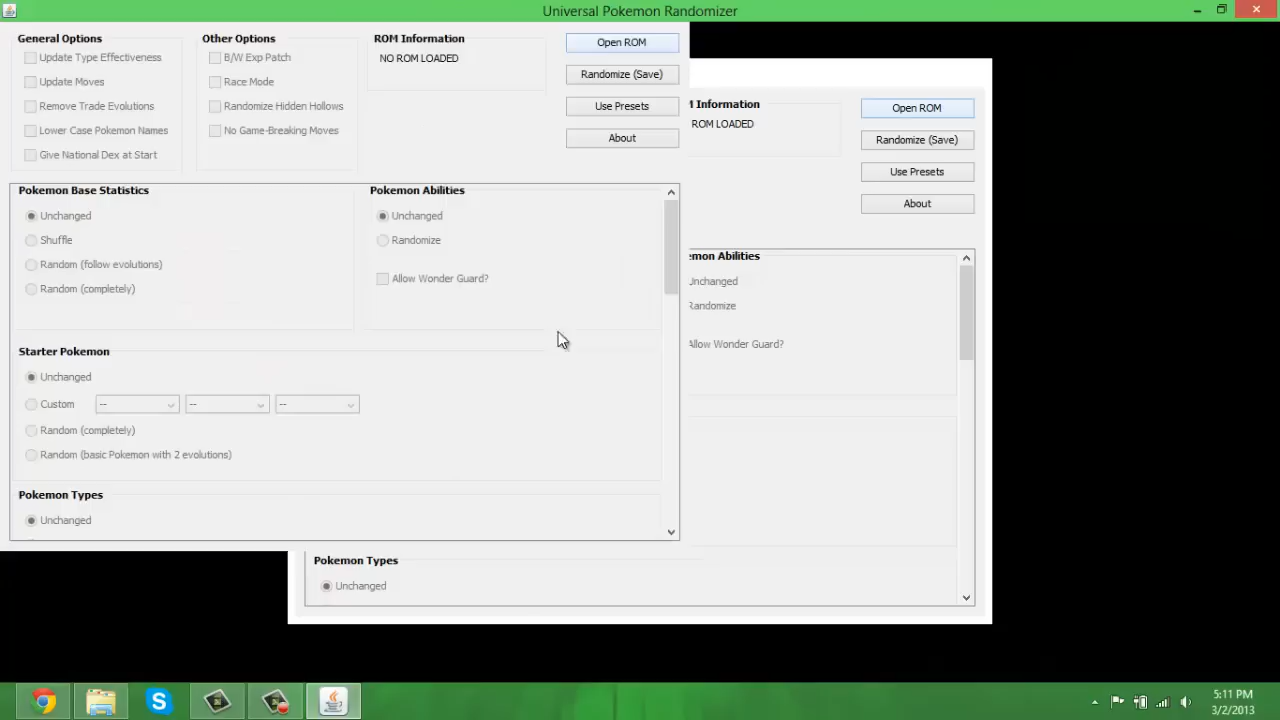 Universal Pokemon Randomizer
General Options
Update Type Effectiveness
Update Moves
Remove Trade Evolutions
Lower Case Pokemon Names
Give National Dex at Start
Other Options
B/W Exp Patch
Race Mode
Randomize Hidden Hollows
No Game-Breaking Moves
ROM Information
NO ROM LOADED
Open ROM
Randomize (Save)
Use Presets
About
Pokemon Base Statistics
Unchanged
Shuffle
Random (follow evolutions)
Random (completely)
Pokemon Abilities
Unchanged
Randomize
Allow Wonder Guard?
Starter Pokemon
Unchanged
Custom -- -- --
Random (completely)
Random (basic Pokemon with 2 evolutions)
Pokemon Types
Unchanged
Information
ROM LOADED
Open ROM
Randomize (Save)
Use Presets
About
emon Abilities
Unchanged
Randomize
Allow Wonder Guard?
Pokemon Types
Unchanged
5:11 PM
3/2/2013